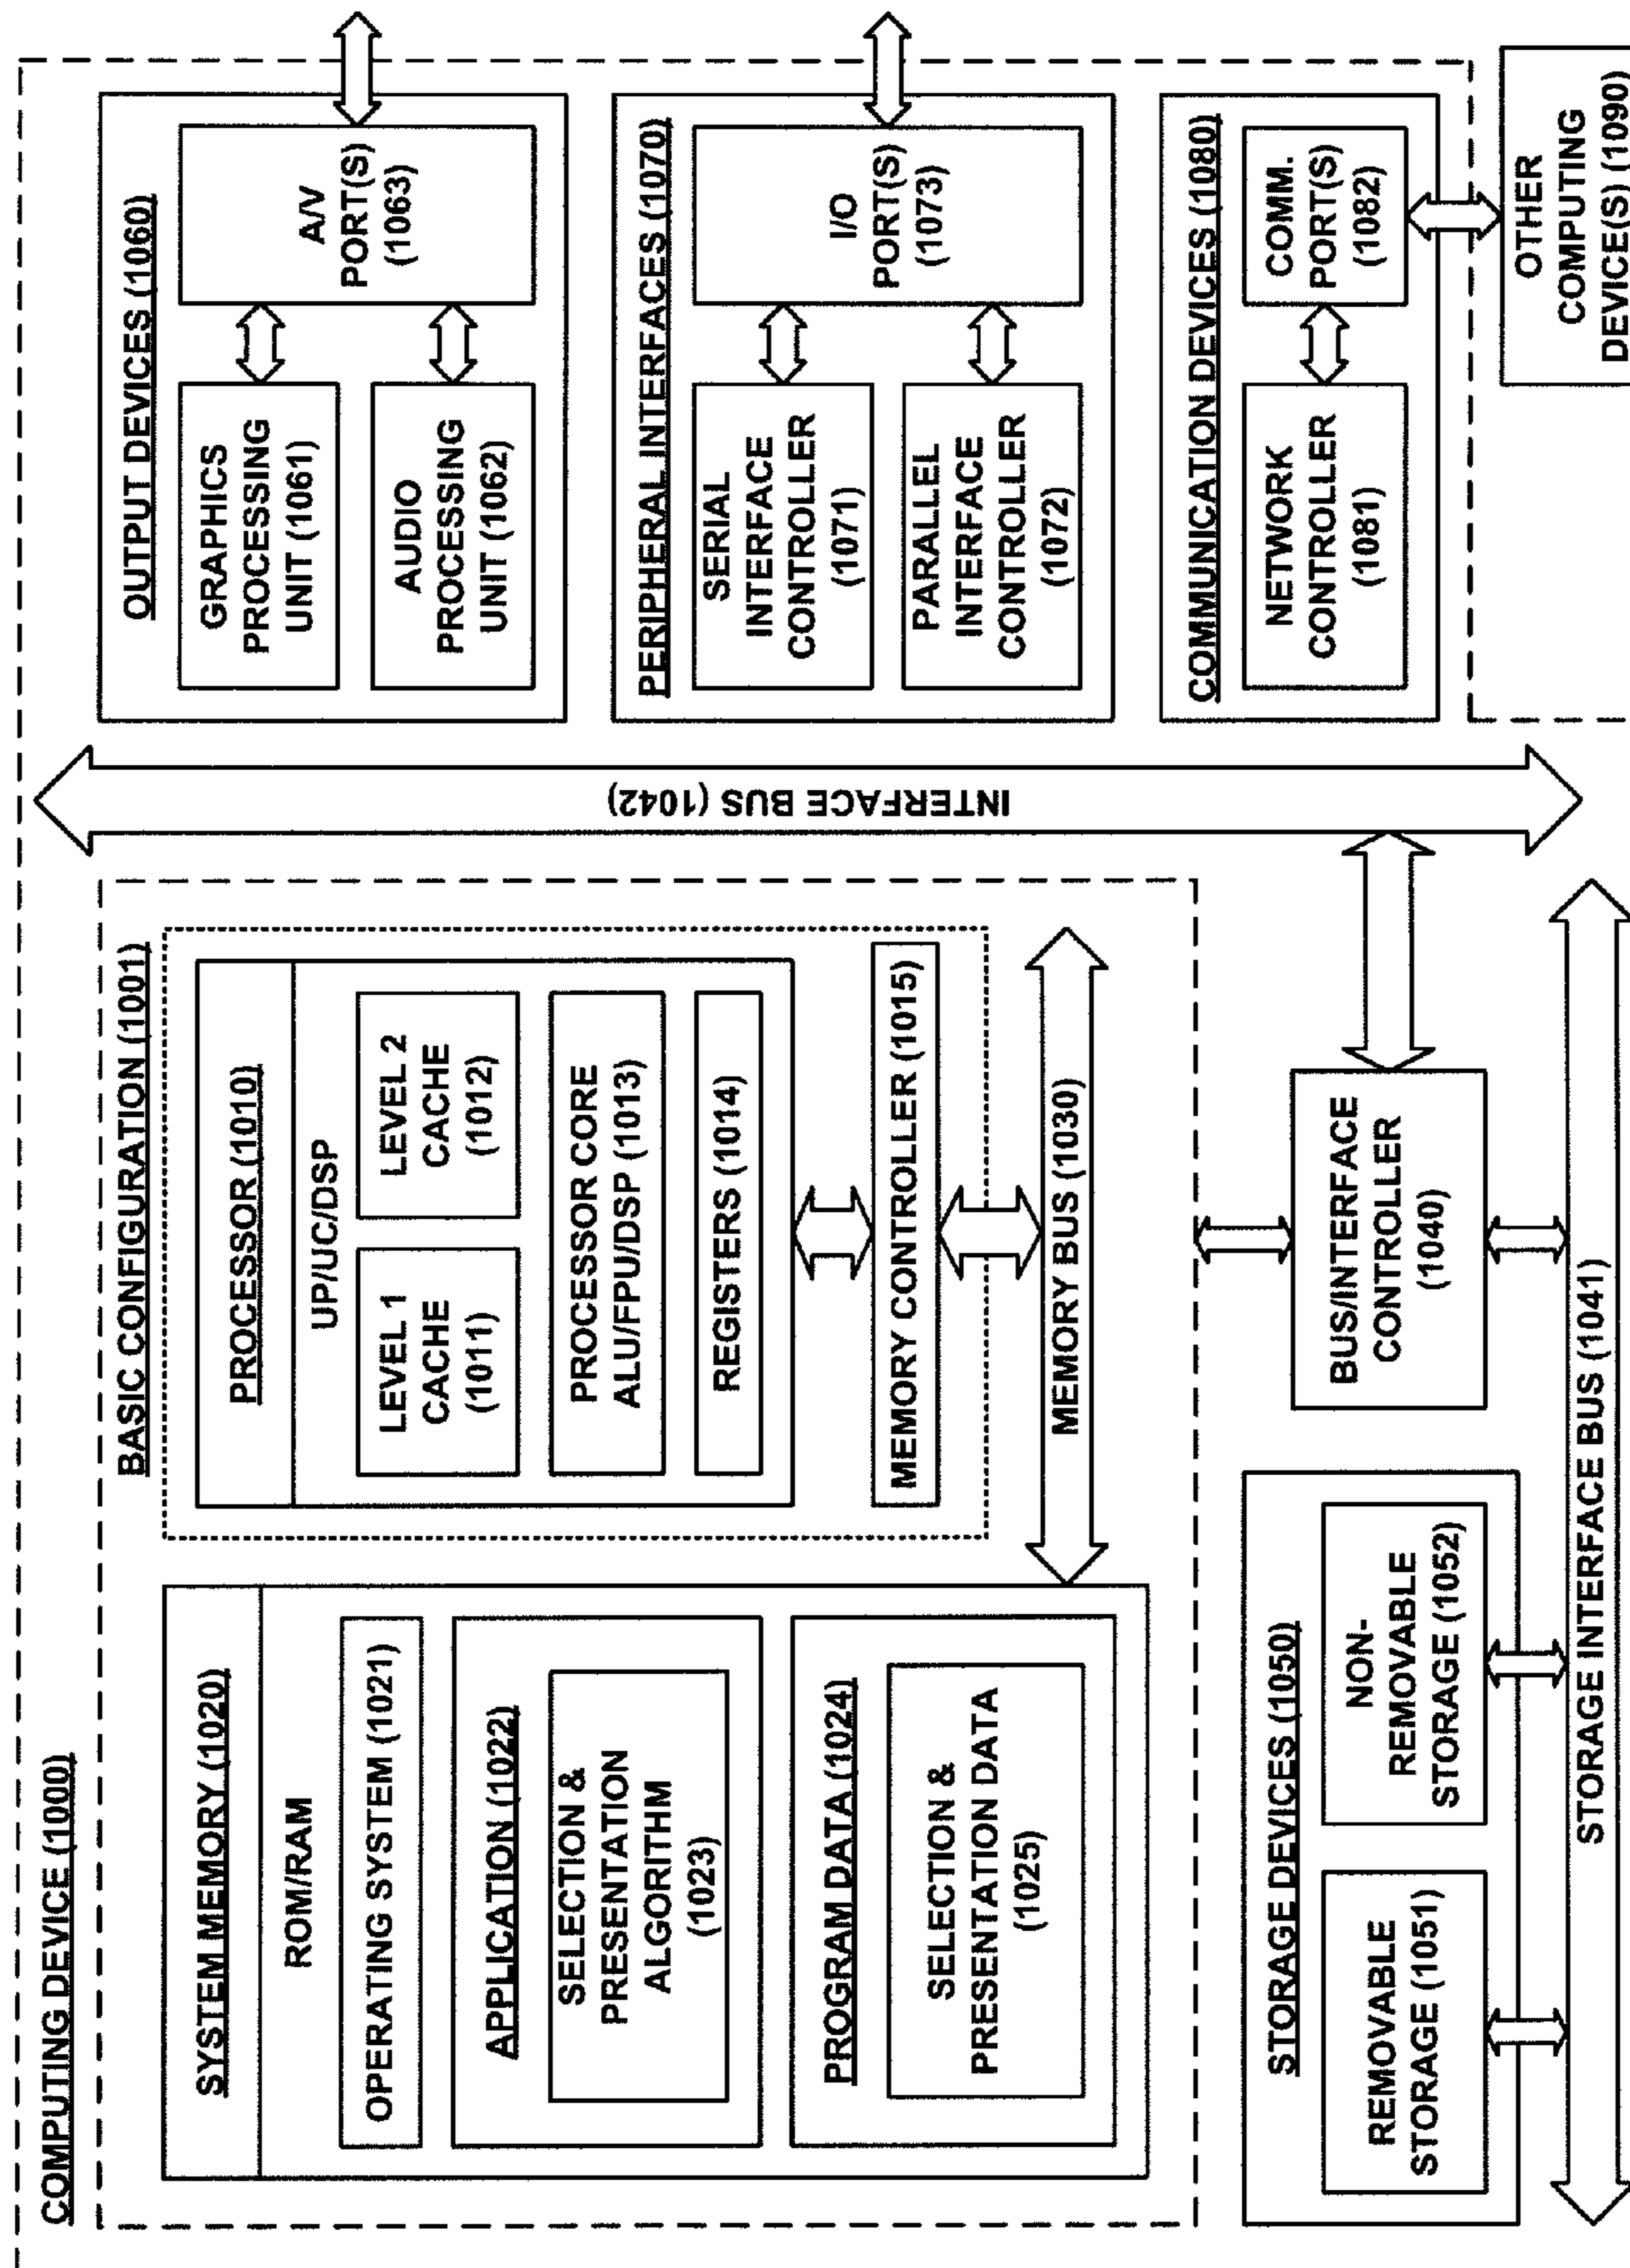 COMPUTING DEVICE (1000)
BASIC CONFIGURATION (1001)
SYSTEM MEMORY (1020)
ROM/RAM
OPERATING SYSTEM (1021)
APPLICATION (1022)
SELECTION &
PRESENTATION
ALGORITHM
(1023)
PROGRAM DATA (1024)
SELECTION &
PRESENTATION DATA
(1025)
PROCESSOR (1010)
UP/UC/DSP
LEVEL 1
CACHE
(1011)
LEVEL 2
CACHE
(1012)
PROCESSOR CORE
ALU/FPU/DSP (1013)
REGISTERS (1014)
MEMORY CONTROLLER (1015)
MEMORY BUS (1030)
BUS/INTERFACE
CONTROLLER
(1040)
STORAGE DEVICES (1050)
REMOVABLE
STORAGE (1051)
NON-
REMOVABLE
STORAGE (1052)
STORAGE INTERFACE BUS (1041)
INTERFACE BUS (1042)
OUTPUT DEVICES (1060)
GRAPHICS
PROCESSING
UNIT (1061)
AUDIO
PROCESSING
UNIT (1062)
A/V
PORT(S)
(1063)
PERIPHERAL INTERFACES (1070)
SERIAL
INTERFACE
CONTROLLER
(1071)
PARALLEL
INTERFACE
CONTROLLER
(1072)
I/O
PORT(S)
(1073)
COMMUNICATION DEVICES (1080)
NETWORK
CONTROLLER
(1081)
COMM.
PORT(S)
(1082)
OTHER
COMPUTING
DEVICE(S) (1090)